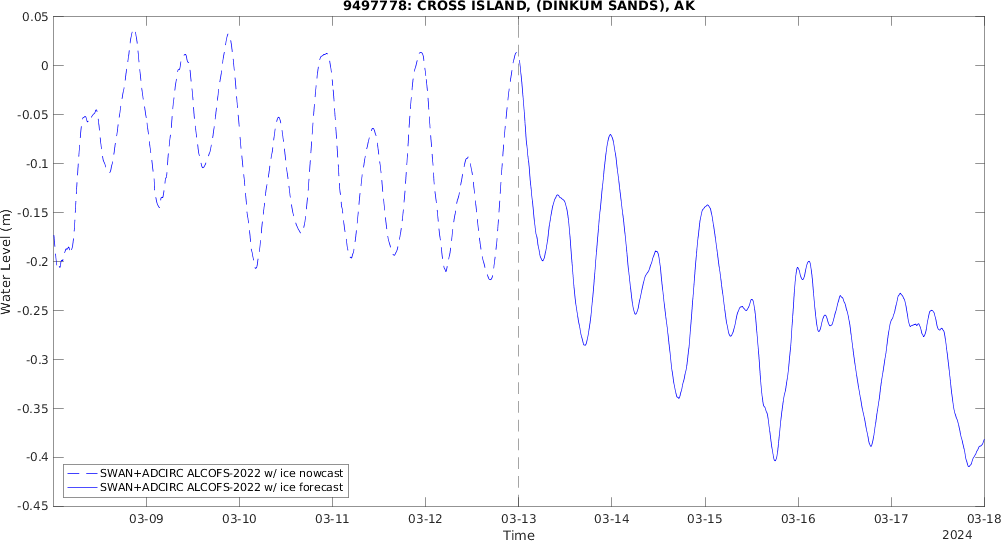 9497778: CROSS ISLAND, (DINKUM SANDS), AK
0.05
0
-0.05
-0.1
-0.15
-0.2
-0.25
-0.3
-0.35
-0.4
-0.45
Water Level (m)
SWAN+ADCIRC ALCOFS-2022 w/ ice nowcast
SWAN+ADCIRC ALCOFS-2022 w/ ice forecast
03-09 03-10 03-11 03-12 03-13 03-14 03-15 03-16 03-17 03-18
Time
2024